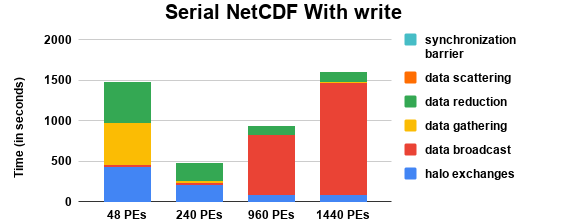 Serial NetCDF With write
Time (in seconds)
2000
1500
1000
500
0
48 PEs
240 PEs
960 PEs
1440 PEs
synchronization
barrier
data scattering
data reduction
data gathering
data broadcast
halo exchanges